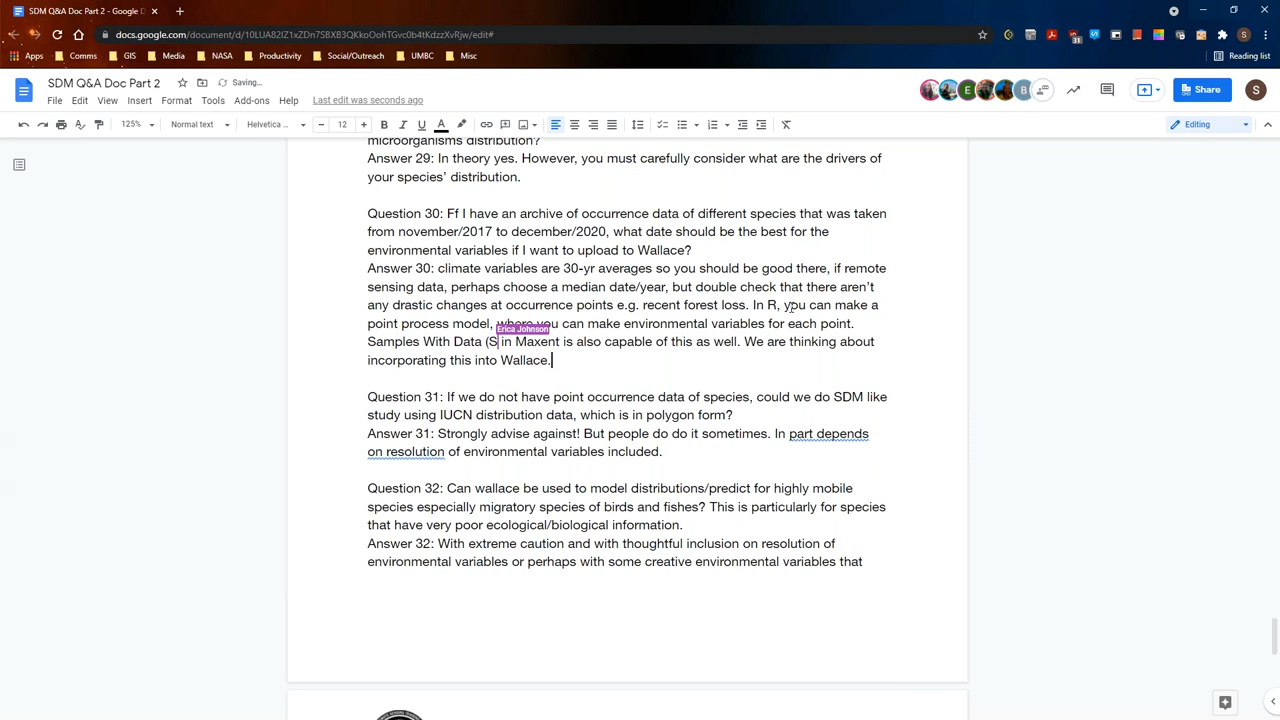 SDM Q&A Doc Part 2 - Google D
docs.google.com/document/d/10LUA82IZ1xZDn7SBXB3QKkoOohTGvc0b4tKdzzXvRjw/edit#
Apps Comms GIS Media NASA Productivity Social/Outreach UMBC Misc Reading list
SDM Q&A Doc Part 2 Saving...
File Edit View Insert Format Tools Add-ons Help Last edit was seconds ago
E B Share S
125% Normal text Helvetica ... 12 B I U A Editing
microorganisms distribution?
Answer 29: In theory yes. However, you must carefully consider what are the drivers of
your species’ distribution.
Question 30: Ff I have an archive of occurrence data of different species that was taken
from november/2017 to december/2020, what date should be the best for the
environmental variables if I want to upload to Wallace?
Answer 30: climate variables are 30-yr averages so you should be good there, if remote
sensing data, perhaps choose a median date/year, but double check that there aren’t
any drastic changes at occurrence points e.g. recent forest loss. In R, you can make a
point process model, where you can make environmental variables for each point.
Erica Johnson
Samples With Data (S in Maxent is also capable of this as well. We are thinking about
incorporating this into Wallace.
Question 31: If we do not have point occurrence data of species, could we do SDM like
study using IUCN distribution data, which is in polygon form?
Answer 31: Strongly advise against! But people do do it sometimes. In part depends
on resolution of environmental variables included.
Question 32: Can wallace be used to model distributions/predict for highly mobile
species especially migratory species of birds and fishes? This is particularly for species
that have very poor ecological/biological information.
Answer 32: With extreme caution and with thoughtful inclusion on resolution of
environmental variables or perhaps with some creative environmental variables that